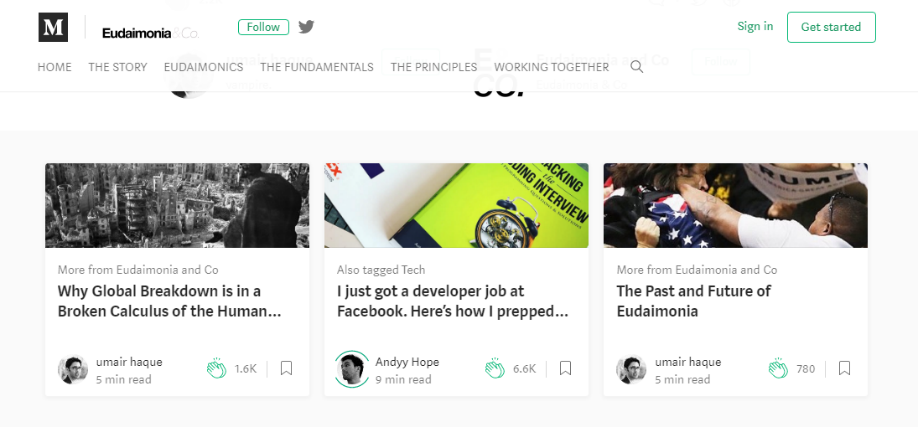 M
Eudaimonia&Co.
Follow
Sign in
Get started
HOME THE STORY EUDAIMONICS THE FUNDAMENTALS THE PRINCIPLES WORKING TOGETHER
CO.
CRACKING
THE
CODING INTERVIEW
TRUMP
More from Eudaimonia and Co
Why Global Breakdown is in a
Broken Calculus of the Human...
umair haque
5 min read
1.6K
Also tagged Tech
I just got a developer job at
Facebook. Here's how I prepped...
Andyy Hope
9 min read
6.6K
More from Eudaimonia and Co
The Past and Future of
Eudaimonia
umair haque
5 min read
780